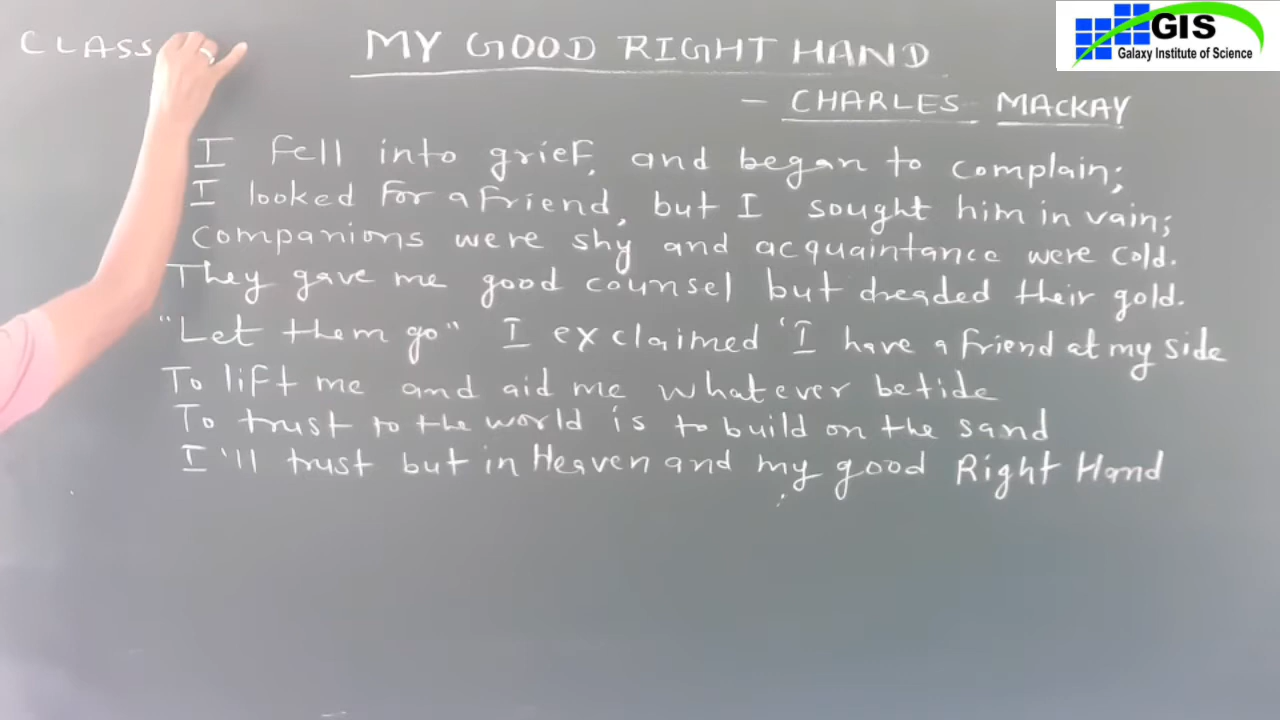 CLASS
MY GOOD RIGHT HAND
GIS
Galaxy Institute of Science
- CHARLES MACKAY
I fell into grief, and began to complain;
I looked for a friend, but I sought him in vain;
Companions were shy and acquaintance were cold.
They gave me good counsel but dreaded their gold.
"Let them go" I exclaimed 'I have a friend at my side
To lift me and aid me whatever betide
To trust to the world is to build on the sand
I'll trust but in Heaven and my good Right Hand